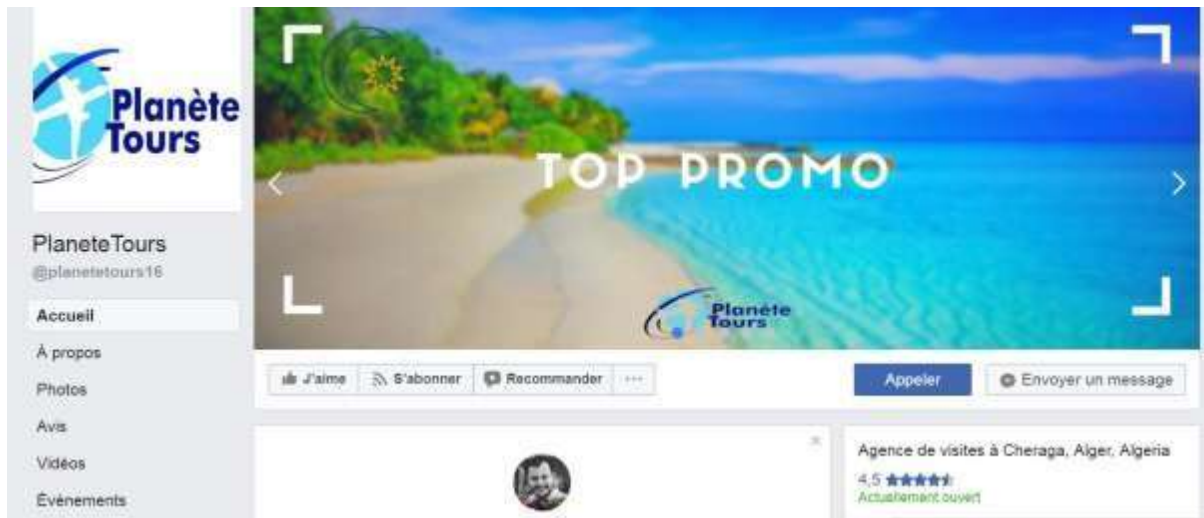 Planète
Tours
PlaneteTours
@planetetours16
Accueil
À propos
Photos
Avis
Vidéos
Évènements
TOP PROMO
Planète
Tours
J'aime
S'abonner
Recommander
...
Appeler
Envoyer un message
Agence de visites à Cheraga, Alger, Algeria
4,5
Actuellement ouvert